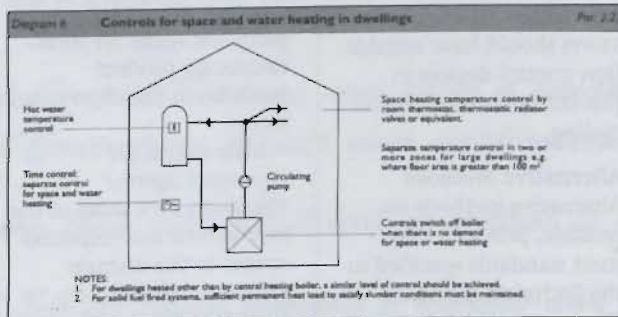 Diagram 6 Controls for space and water heating in dwellings Par. 2.2
Hot water
temperature
control
Time control:
separate control
for space and water
heating
Circulating
pump
Space heating temperature control by
room thermostat, thermostatic radiator
valves or equivalent.
Separate temperature control in two or
more zones for large dwellings e.g.
where floor area is greater than 100 m²
Controls switch off boiler
when there is no demand
for space or water heating
NOTES:
1. For dwellings heated other than by central heating boiler, a similar level of control should be achieved.
2. For solid fuel fired systems, sufficient permanent heat load to satisfy slumber conditions must be maintained.